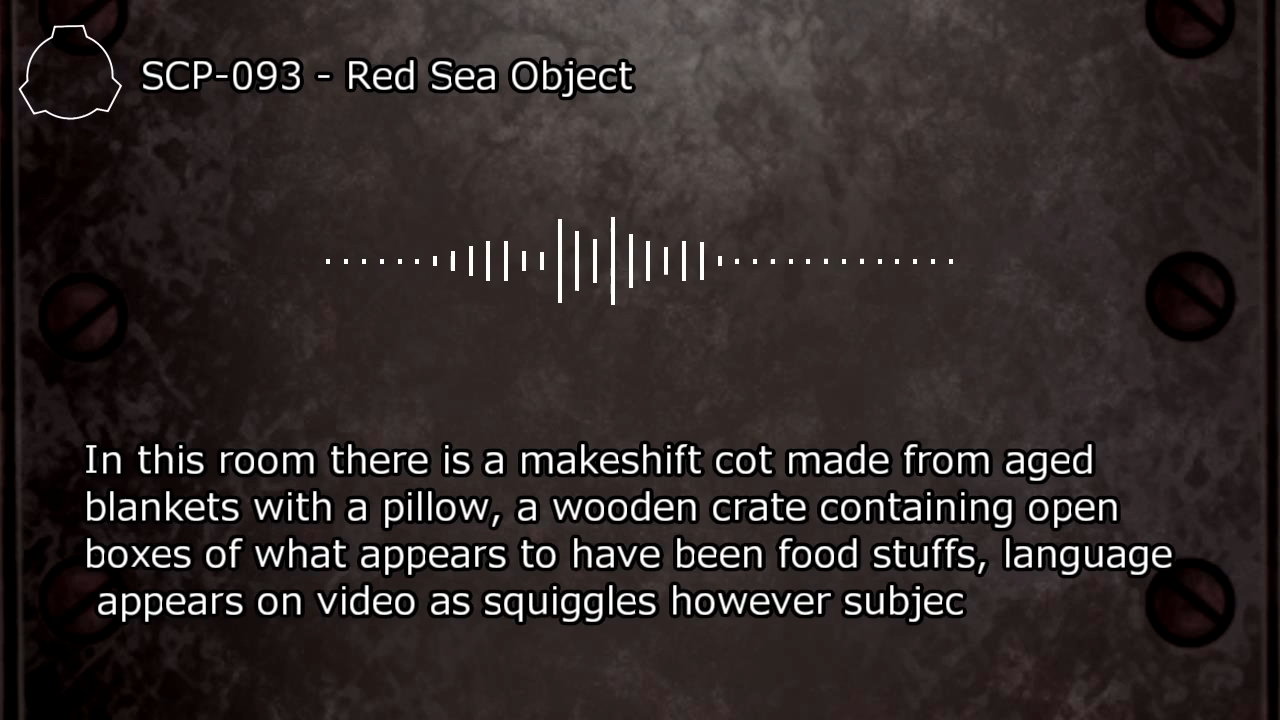 SCP-093 - Red Sea Object
In this room there is a makeshift cot made from aged
blankets with a pillow, a wooden crate containing open
boxes of what appears to have been food stuffs, language
appears on video as squiggles however subjec